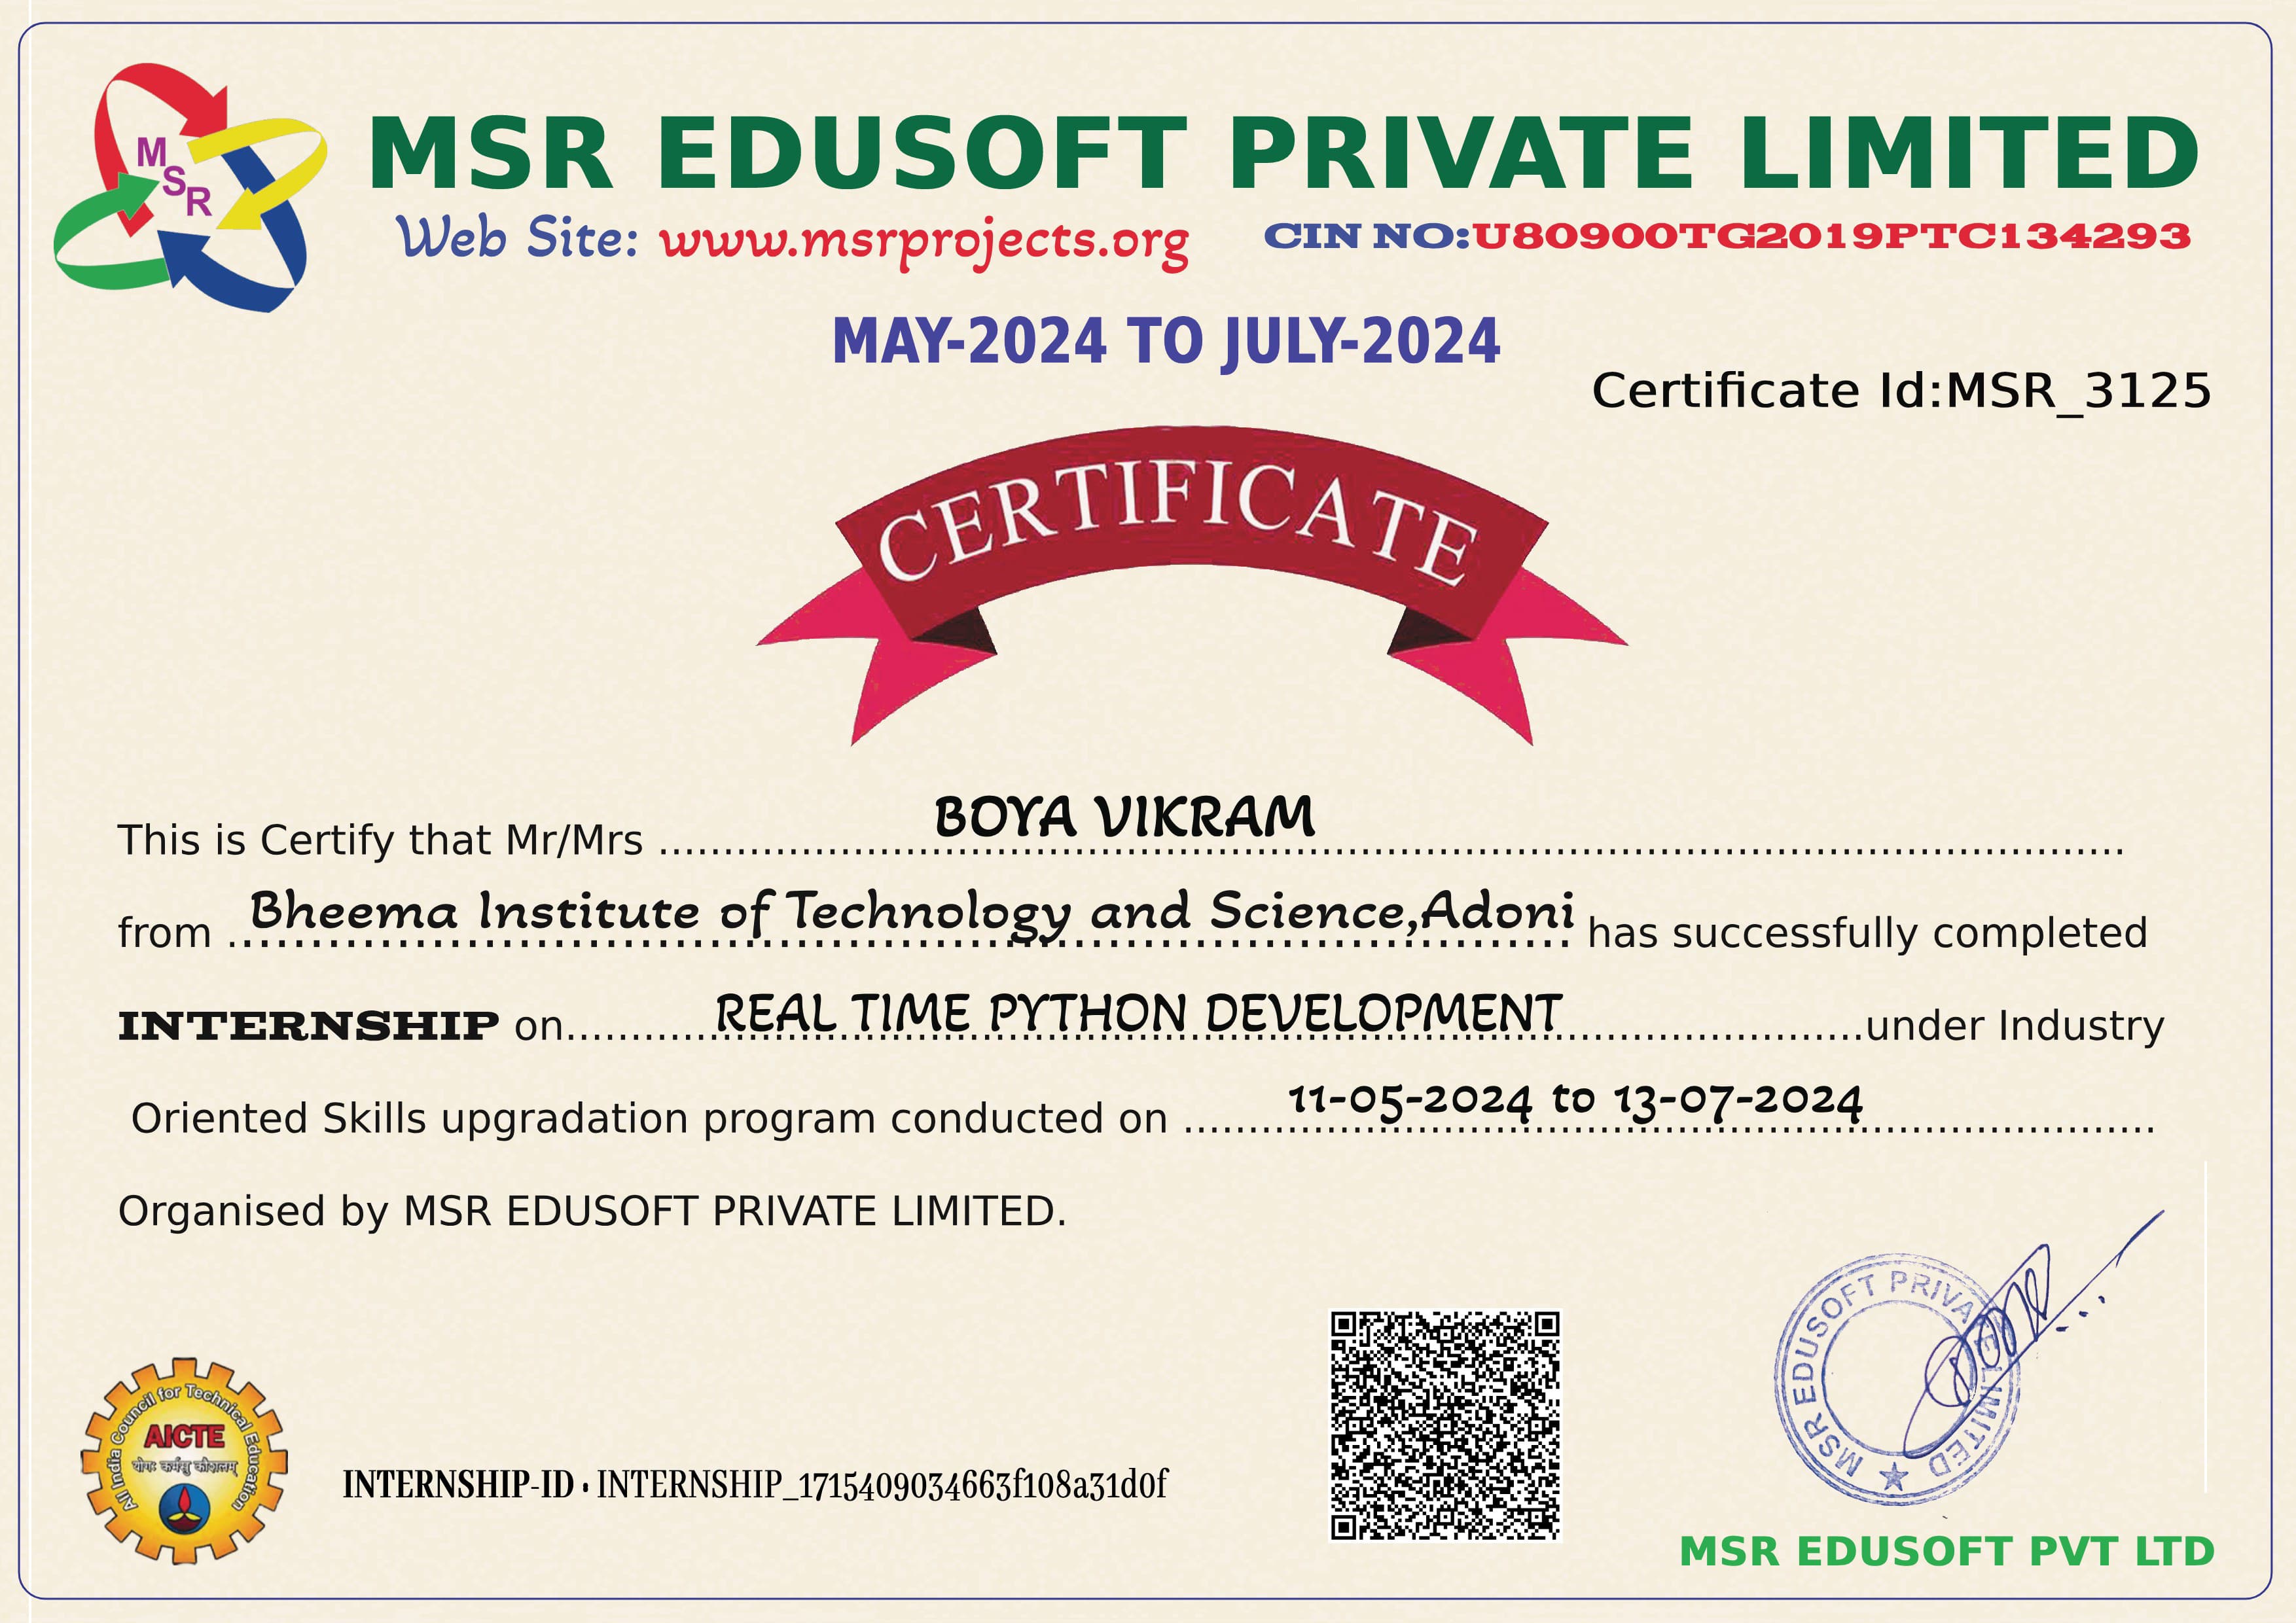 M
S
R
MSR EDUSOFT PRIVATE LIMITED
Web Site: www.msrprojects.org CIN NO:U80900TG2019PTC134293
MAY-2024 TO JULY-2024
Certificate Id:MSR_3125
CERTIFICATE
BOYA VIKRAM
This is Certify that Mr/Mrs ....................
from Bheema Institute of Technology and Science,Adoni has successfully completed
INTERNSHIP on REAL TIME PYTHON DEVELOPMENT under Industry
Oriented Skills upgradation program conducted on 11-05-2024 to 13-07-2024
Organised by MSR EDUSOFT PRIVATE LIMITED.
MSR EDUSOFT PRIVATE LIMITED
All India Council for Technical Education
AICTE
योगः कर्मसु कौशलम्
INTERNSHIP-ID : INTERNSHIP_1715409034663f108a31d0f
MSR EDUSOFT PVT LTD